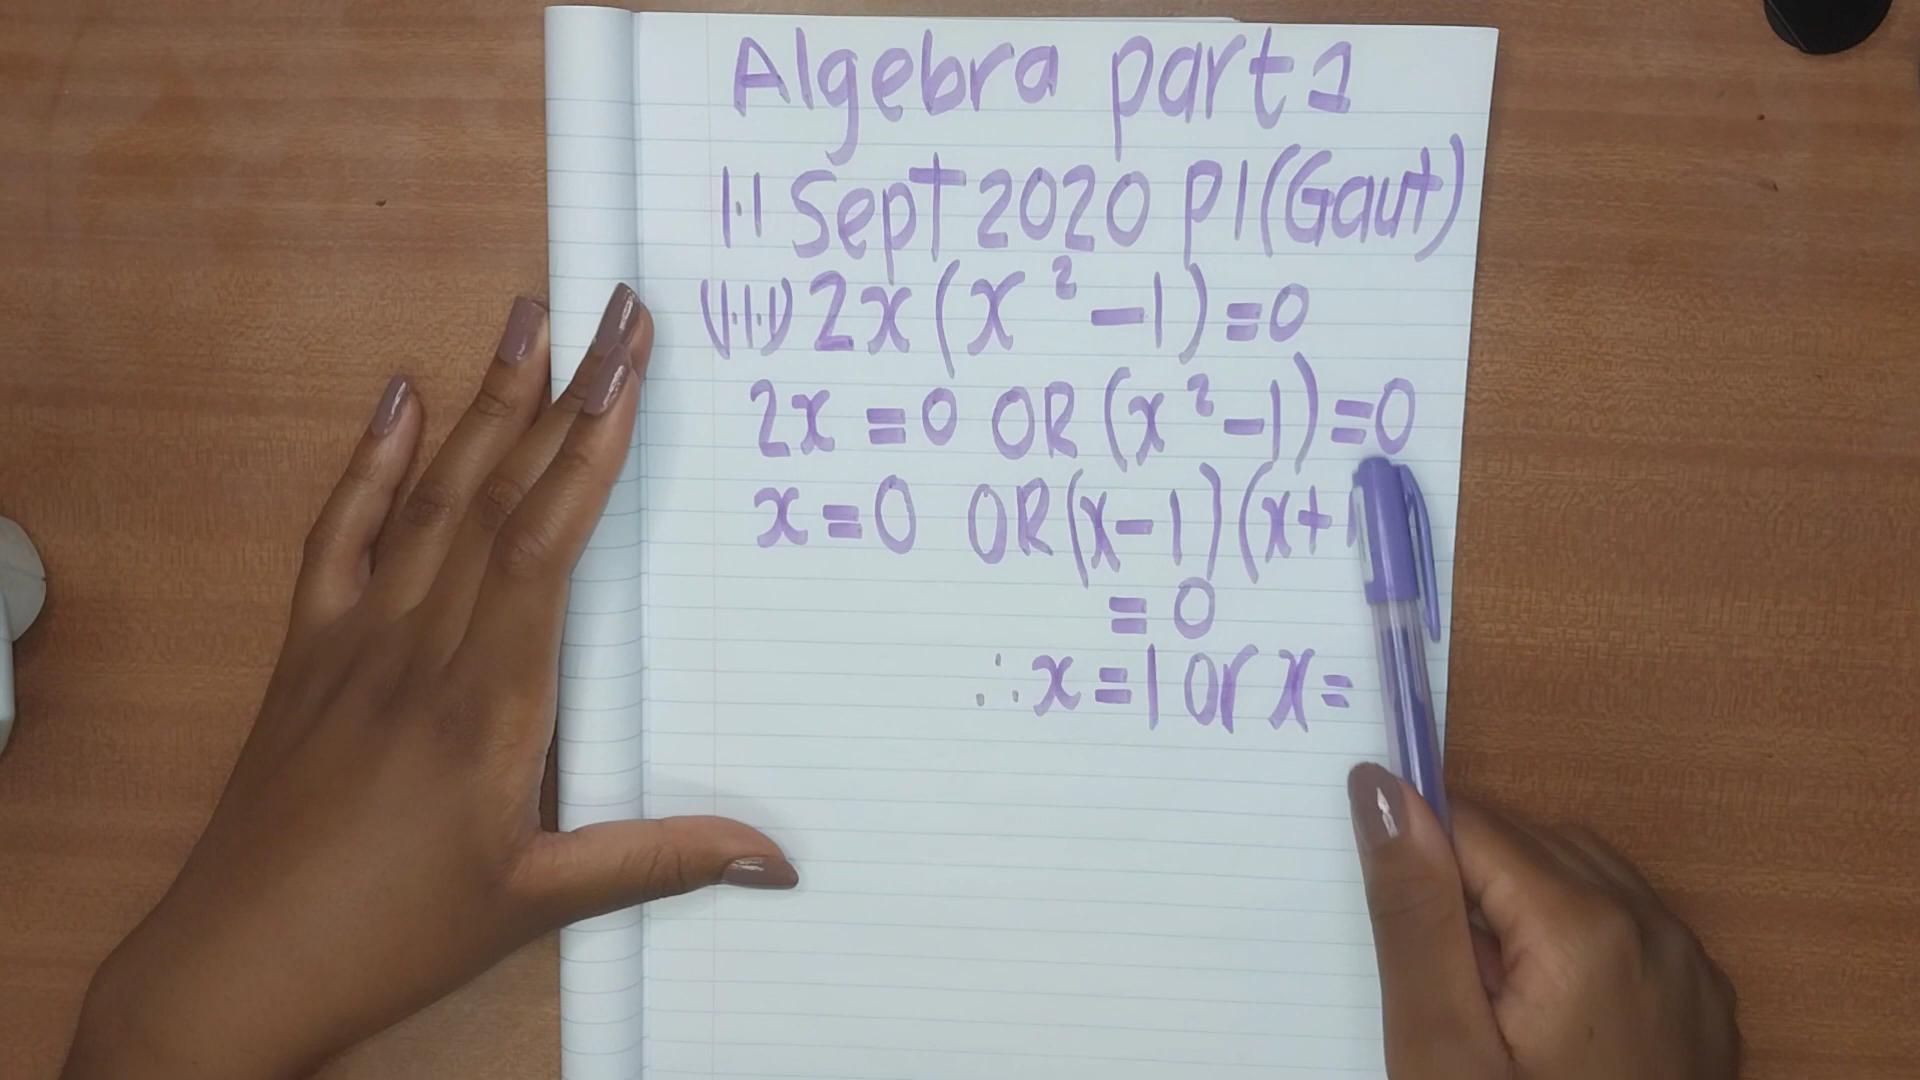 Algebra part 1
1.1 Sept 2020 P1 (Gaut)
(1.1.1) 2x(x² - 1) = 0
2x = 0 OR (x² - 1) = 0
x = 0 OR (x - 1) (x + 1
= 0
∴ x = 1 or x =